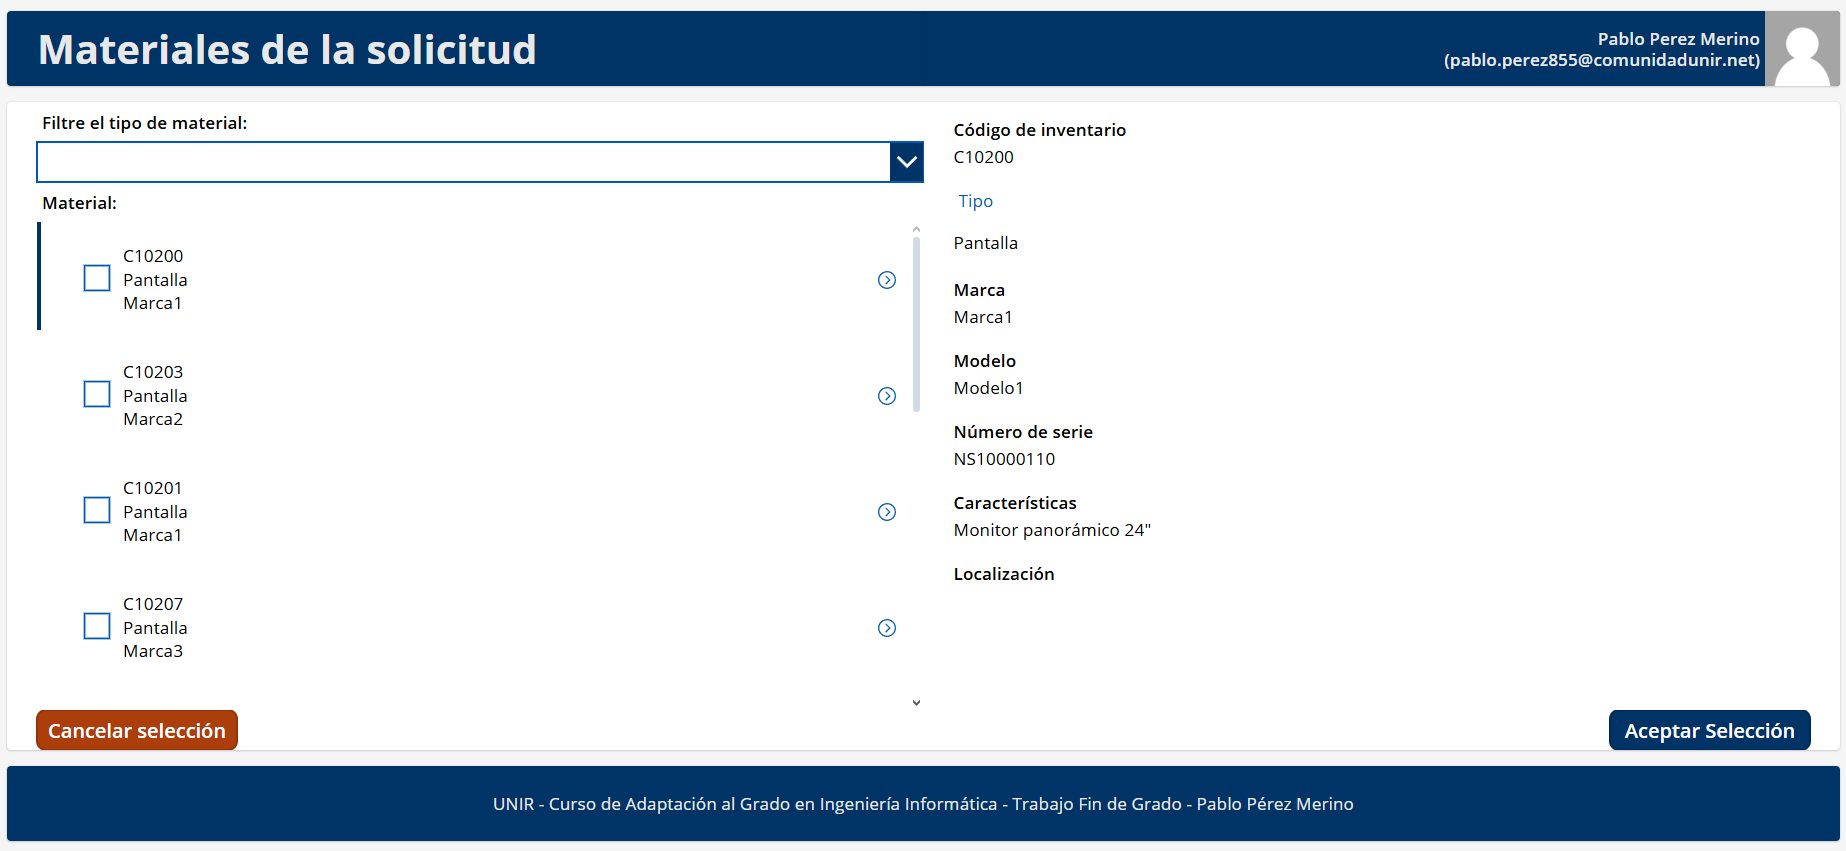 Materiales de la solicitud
Pablo Perez Merino
(pablo.perez855@comunidadunir.net)
Filtre el tipo de material:
Material:
C10200
Pantalla
Marca1
C10203
Pantalla
Marca2
C10201
Pantalla
Marca1
C10207
Pantalla
Marca3
Cancelar selección
Código de inventario
C10200
Tipo
Pantalla
Marca
Marca1
Modelo
Modelo1
Número de serie
NS10000110
Características
Monitor panorámico 24"
Localización
Aceptar Selección
UNIR - Curso de Adaptación al Grado en Ingeniería Informática - Trabajo Fin de Grado - Pablo Pérez Merino